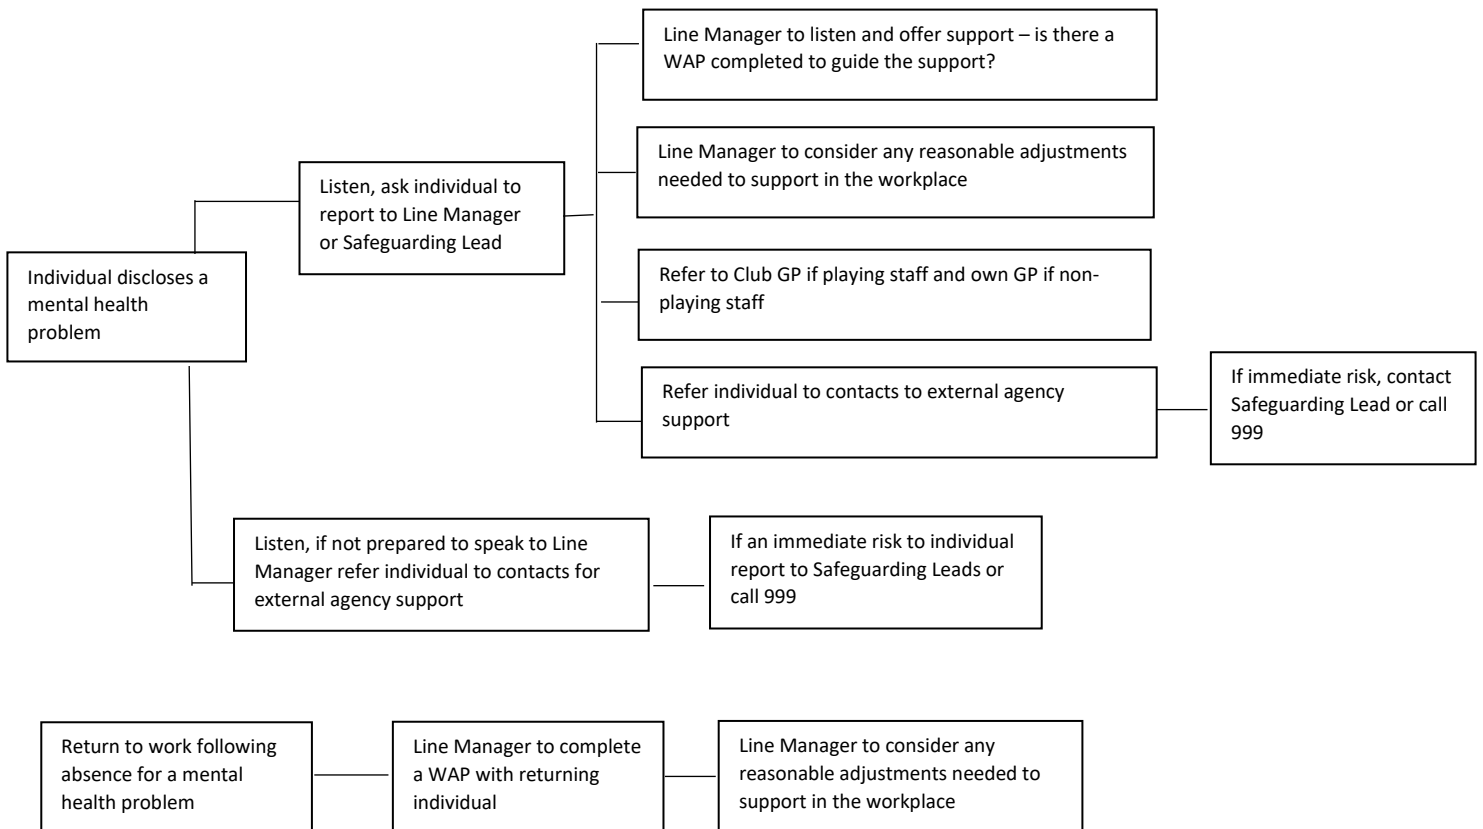 Line Manager to listen and offer support – is there a
WAP completed to guide the support?
Line Manager to consider any reasonable adjustments
needed to support in the workplace
Listen, ask individual to
report to Line Manager
or Safeguarding Lead
Refer to Club GP if playing staff and own GP if non-
playing staff
Individual discloses a
mental health
problem
Refer individual to contacts to external agency
support
If immediate risk, contact
Safeguarding Lead or call
999
Listen, if not prepared to speak to Line
Manager refer individual to contacts for
external agency support
If an immediate risk to individual
report to Safeguarding Leads or
call 999
Return to work following
absence for a mental
health problem
Line Manager to complete
a WAP with returning
individual
Line Manager to consider any
reasonable adjustments needed to
support in the workplace